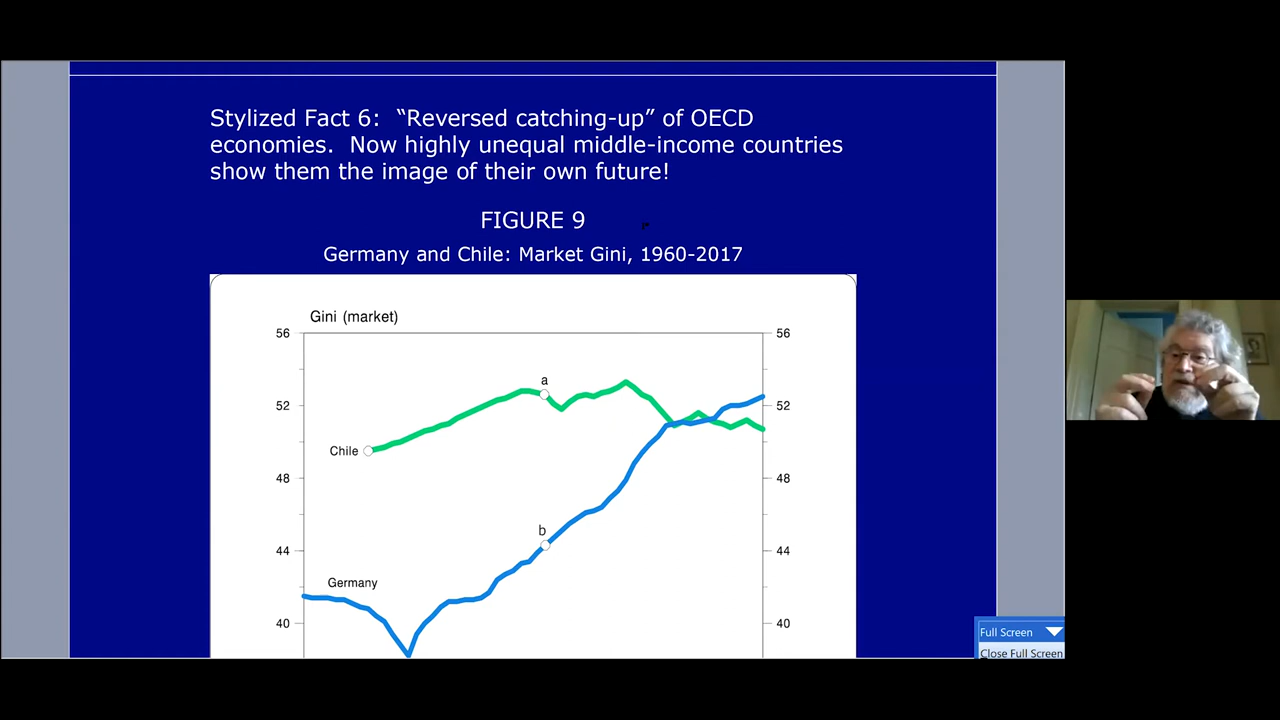 Stylized Fact 6: “Reversed catching-up” of OECD
economies. Now highly unequal middle-income countries
show them the image of their own future!
FIGURE 9
Germany and Chile: Market Gini, 1960-2017
Gini (market)
56
56
a
52
52
Chile
48
48
b
44
44
Germany
40
40
Full Screen
Close Full Screen